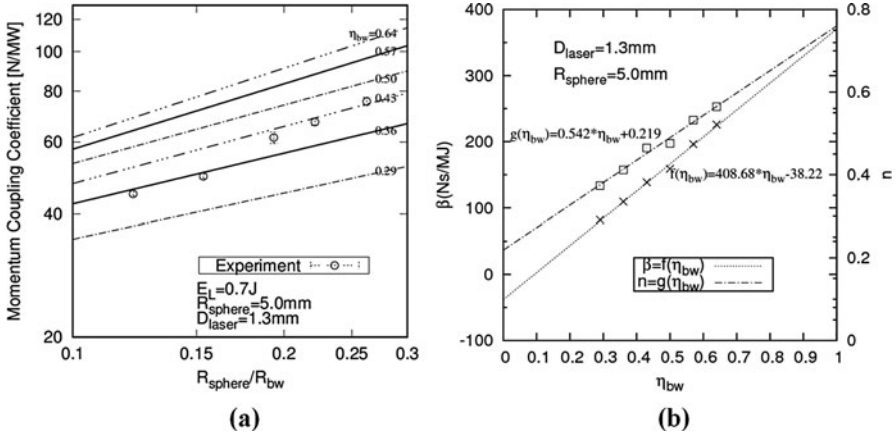 Momentum Coupling Coefficient [N/MW]
120
100
80
60
40
20
η_bw=0.64
0.57
0.50
0.43
0.36
0.29
Experiment
E_L=0.7J
R_sphere=5.0mm
D_laser=1.3mm
0.1 0.15 0.2 0.25 0.3
R_sphere/R_bw
(a)
β(Ns/MJ)
400
300
200
100
0
-100
D_laser=1.3mm
R_sphere=5.0mm
g(η_bw)=0.542*η_bw+0.219
f(η_bw)=408.68*η_bw-38.22
β=f(η_bw)
n=g(η_bw)
0.8
0.6
0.4
0.2
0
n
0 0.1 0.2 0.3 0.4 0.5 0.6 0.7 0.8 0.9 1
η_bw
(b)